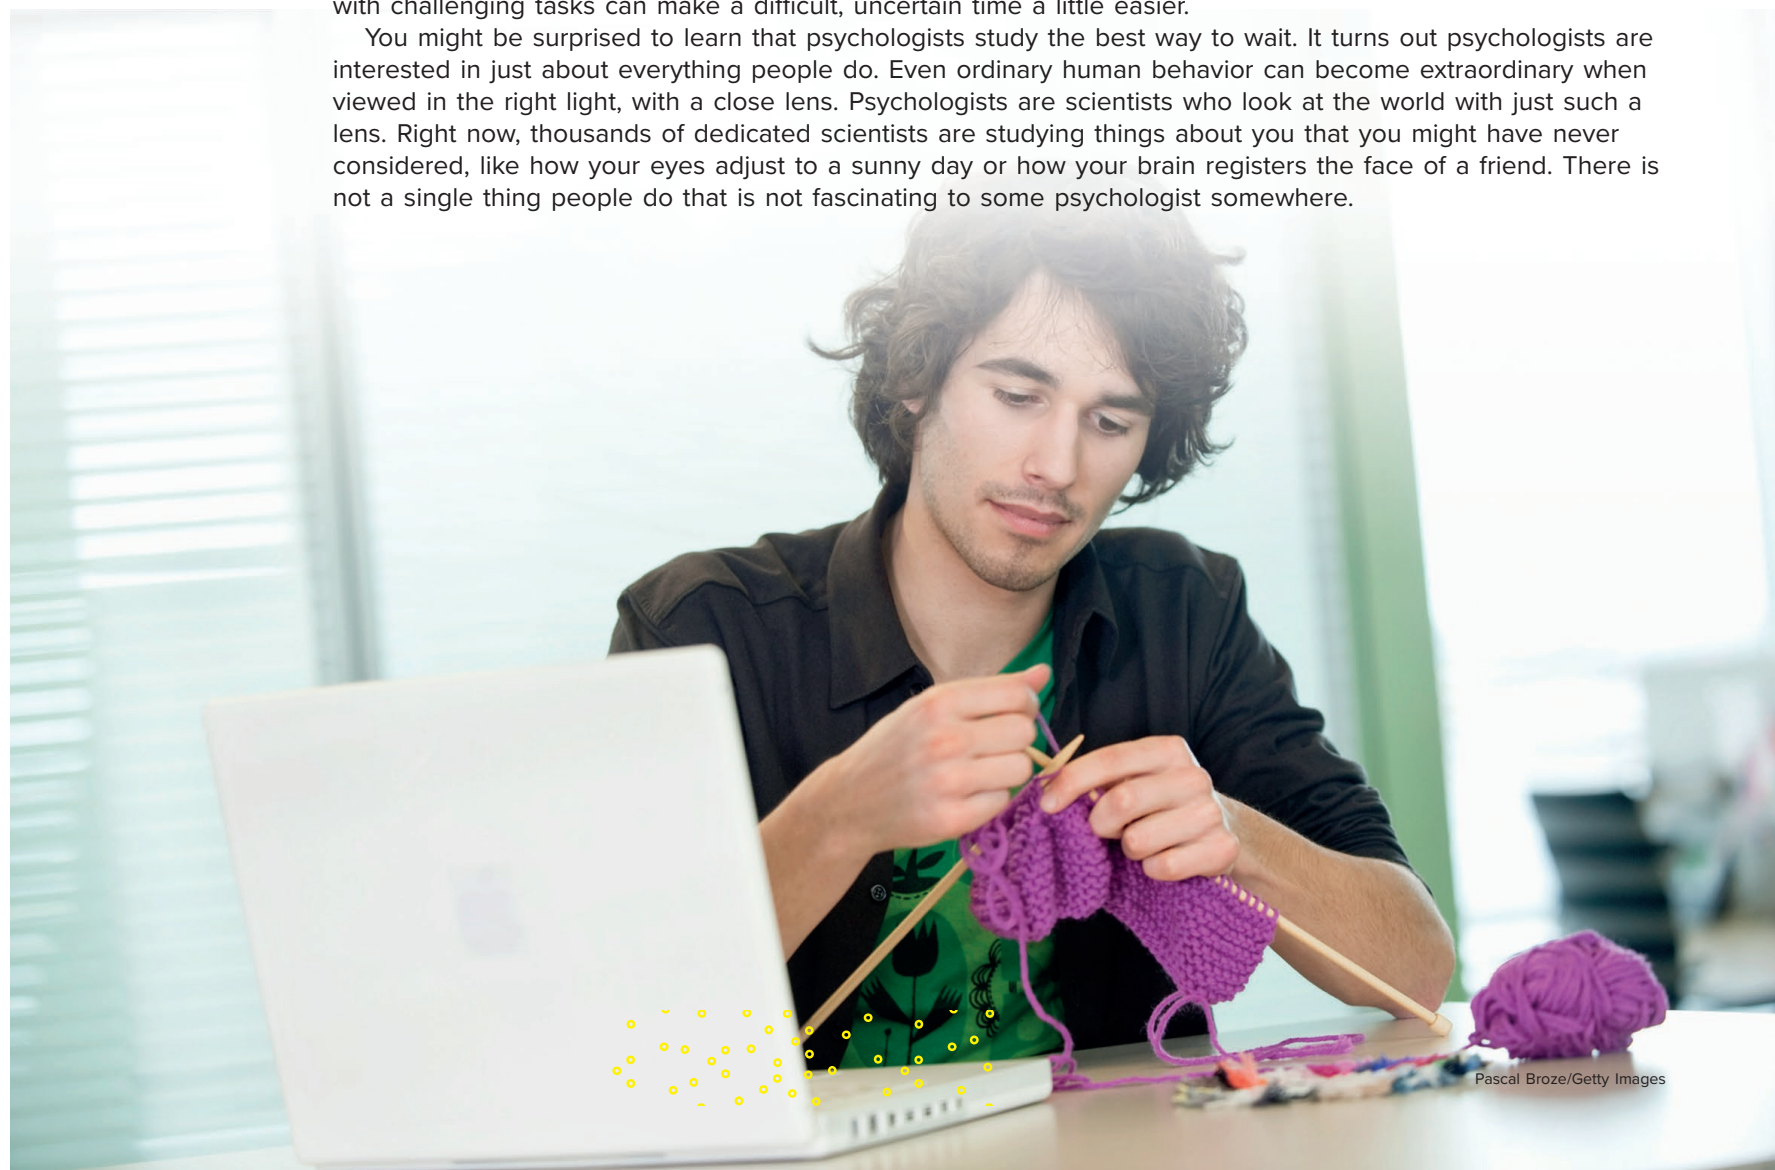 with challenging tasks can make a difficult, uncertain time a little easier.
You might be surprised to learn that psychologists study the best way to wait. It turns out psychologists are
interested in just about everything people do. Even ordinary human behavior can become extraordinary when
viewed in the right light, with a close lens. Psychologists are scientists who look at the world with just such a
lens. Right now, thousands of dedicated scientists are studying things about you that you might have never
considered, like how your eyes adjust to a sunny day or how your brain registers the face of a friend. There is
not a single thing people do that is not fascinating to some psychologist somewhere.
Pascal Broze/Getty Images